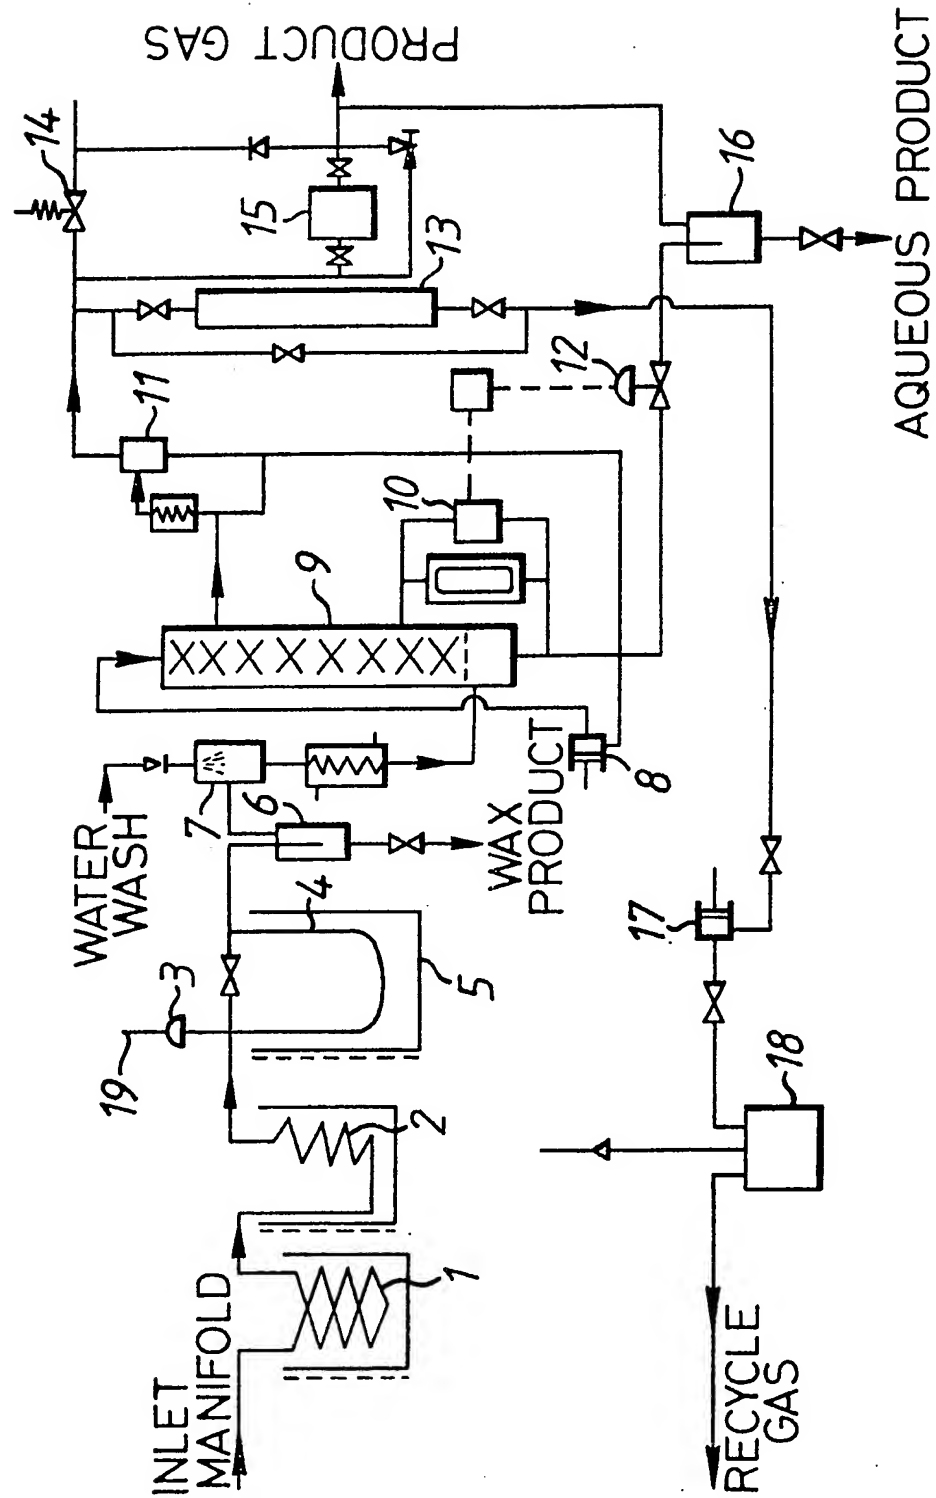 INLET
MANIFOLD
1
2
19
3
4
5
WATER
WASH
7
6
WAX
PRODUCT
8
9
10
11
12
13
14
15
PRODUCT GAS
16
AQUEOUS PRODUCT
17
18
RECYCLE
GAS